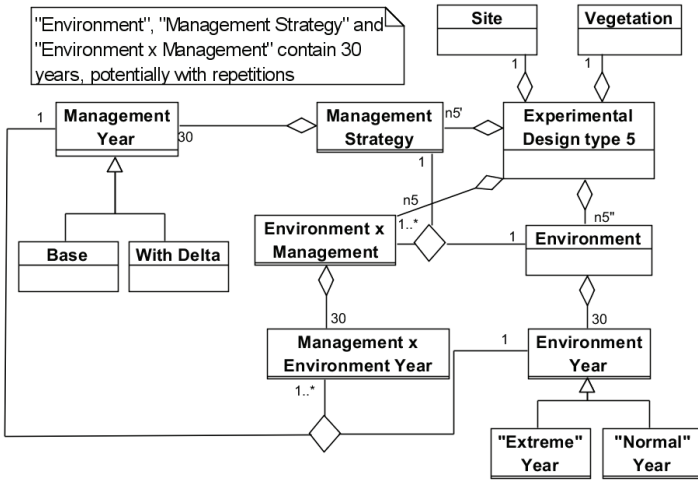 "Environment", "Management Strategy" and
"Environment x Management" contain 30
years, potentially with repetitions
Site
Vegetation
1
1
1
Management
Year
30
Management
Strategy
n5'
Experimental
Design type 5
1
n5
n5"
Base
With Delta
Environment x
Management
1..*
1
Environment
30
30
Management x
Environment Year
1
Environment
Year
1..*
"Extreme"
Year
"Normal"
Year